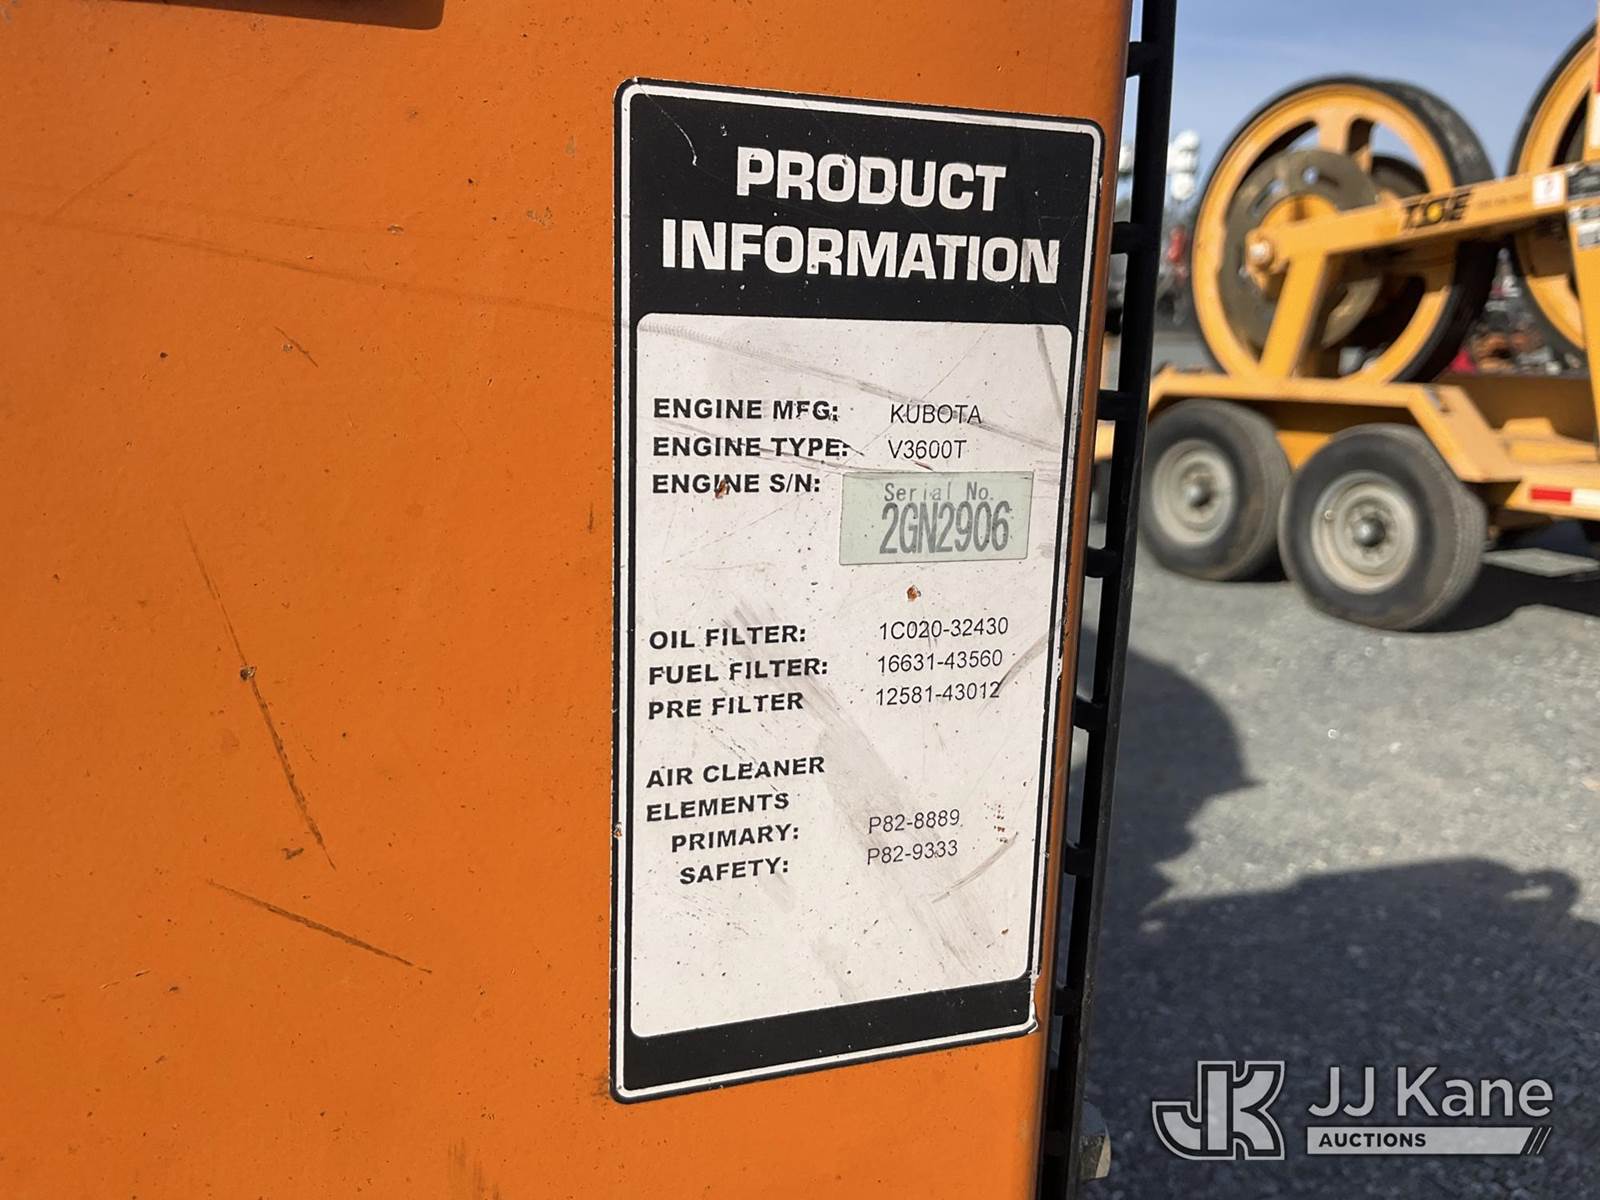 PRODUCT
INFORMATION
ENGINE MFG: KUBOTA
ENGINE TYPE: V3600T
ENGINE S/N: Serial No.
2GN2906
OIL FILTER: 1C020-32430
FUEL FILTER: 16631-43560
PRE FILTER 12581-43012
AIR CLEANER
ELEMENTS
PRIMARY: P82-8889
SAFETY: P82-9333
TSE
JK JJ Kane
AUCTIONS